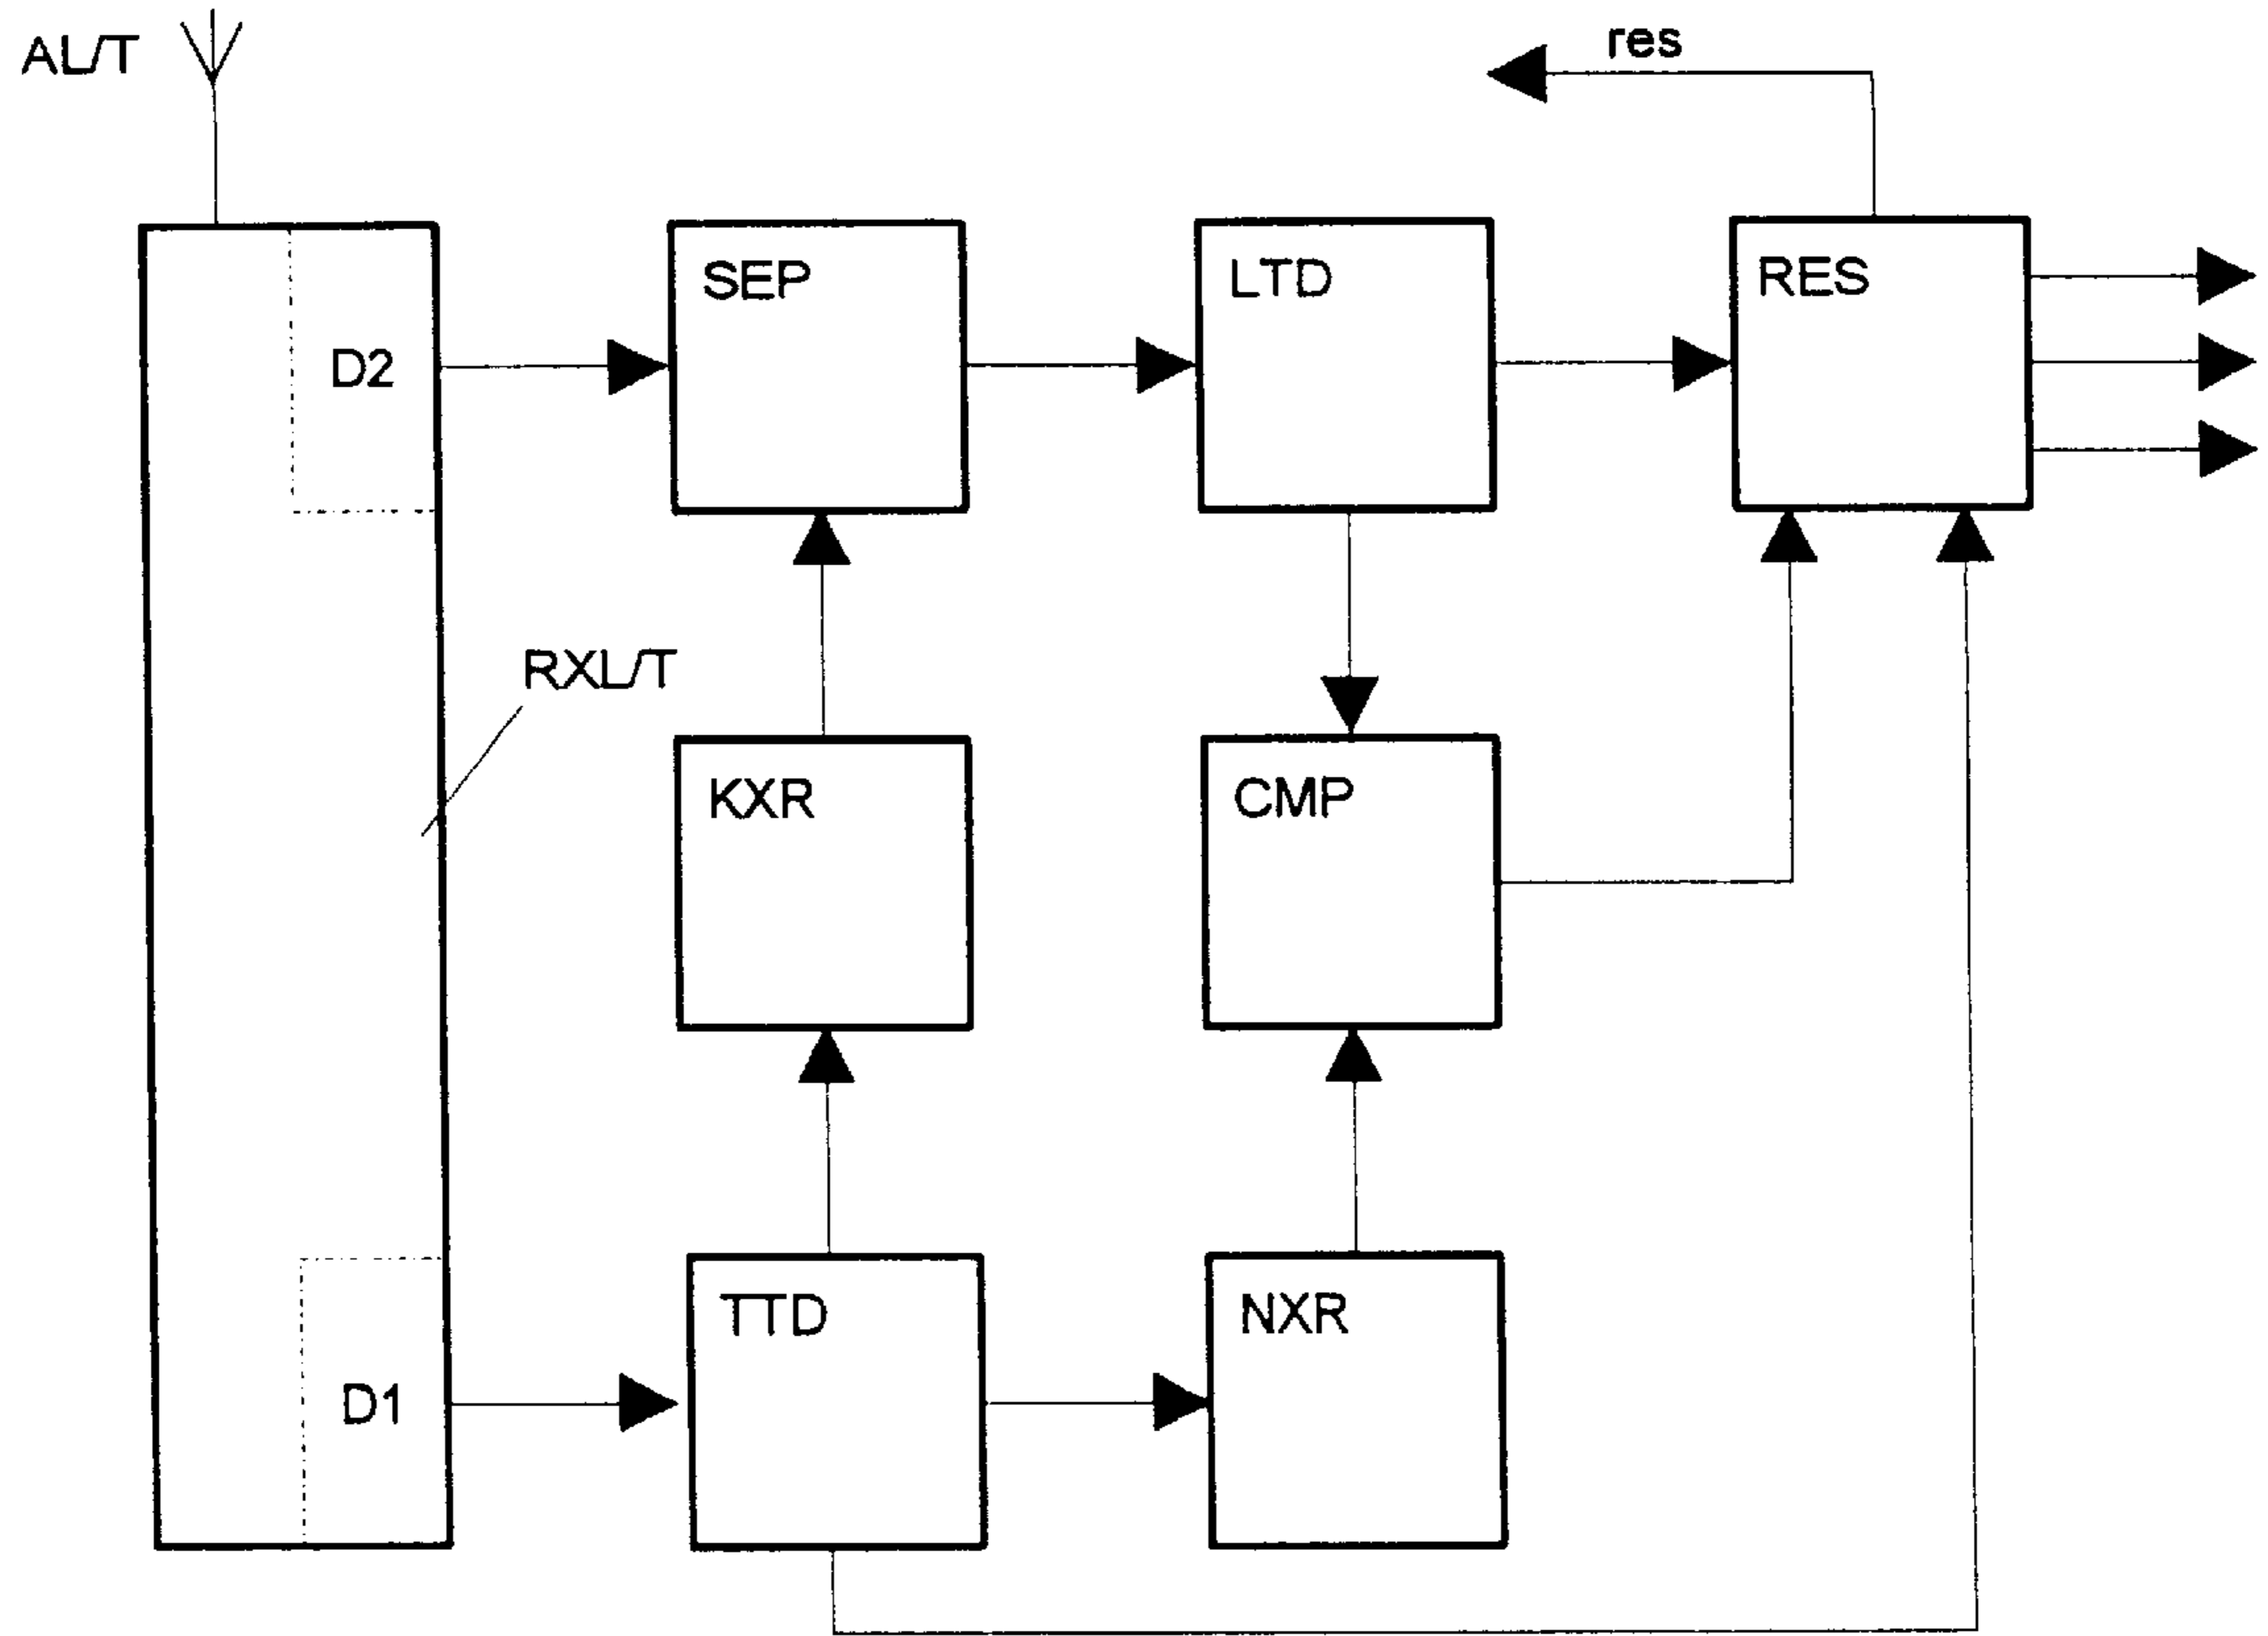 res
AL/T
SEP
LTD
RES
D2
RXL/T
KXR
CMP
TTD
NXR
D1